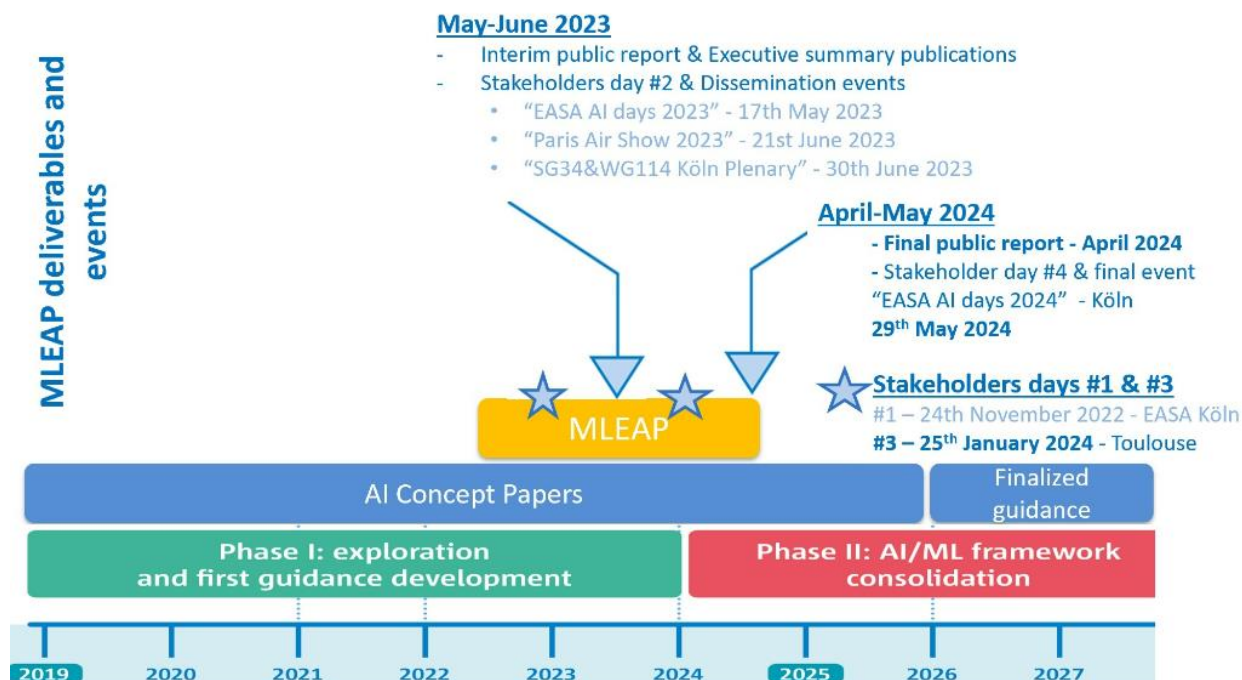 MLEAP deliverables and
events
May-June 2023
- Interim public report & Executive summary publications
- Stakeholders day #2 & Dissemination events
• “EASA AI days 2023” - 17th May 2023
• “Paris Air Show 2023” - 21st June 2023
• “SG34&WG114 Köln Plenary” - 30th June 2023
April-May 2024
- Final public report - April 2024
- Stakeholder day #4 & final event
“EASA AI days 2024” - Köln
29th May 2024
Stakeholders days #1 & #3
#1 – 24th November 2022 - EASA Köln
#3 – 25th January 2024 - Toulouse
MLEAP
AI Concept Papers
Finalized
guidance
Phase I: exploration
and first guidance development
Phase II: AI/ML framework
consolidation
2019 2020 2021 2022 2023 2024 2025 2026 2027